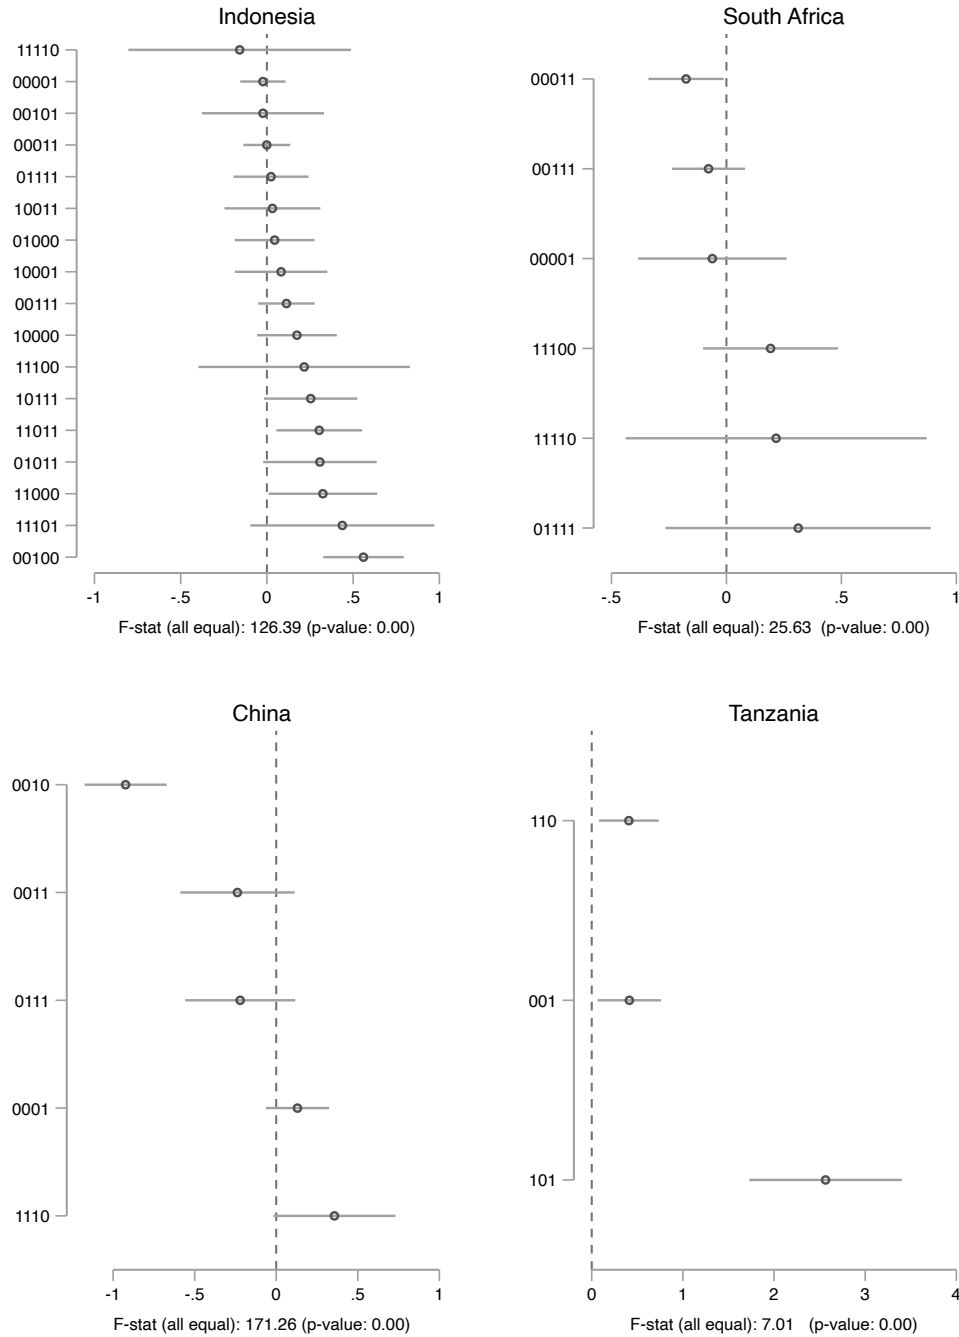 Indonesia
11110
00001
00101
00011
01111
10011
01000
10001
00111
10000
11100
10111
11011
01011
11000
11101
00100
-1 -.5 0 .5 1
F-stat (all equal): 126.39 (p-value: 0.00)
South Africa
00011
00111
00001
11100
11110
01111
-.5 0 .5 1
F-stat (all equal): 25.63 (p-value: 0.00)
China
0010
0011
0111
0001
1110
-1 -.5 0 .5 1
F-stat (all equal): 171.26 (p-value: 0.00)
Tanzania
110
001
101
0 1 2 3 4
F-stat (all equal): 7.01 (p-value: 0.00)